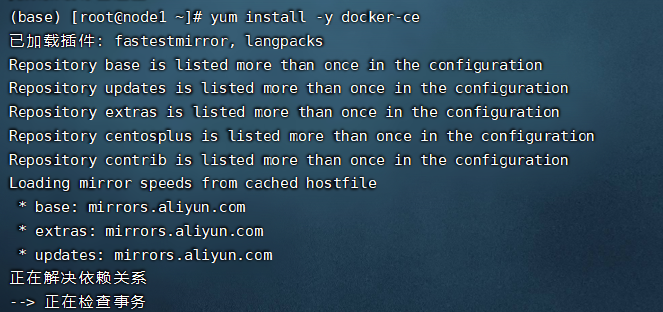 (base) [root@node1 ~]# yum install -y docker-ce
已加载插件: fastestmirror, langpacks
Repository base is listed more than once in the configuration
Repository updates is listed more than once in the configuration
Repository extras is listed more than once in the configuration
Repository centosplus is listed more than once in the configuration
Repository contrib is listed more than once in the configuration
Loading mirror speeds from cached hostfile
 * base: mirrors.aliyun.com
 * extras: mirrors.aliyun.com
 * updates: mirrors.aliyun.com
正在解决依赖关系
--> 正在检查事务